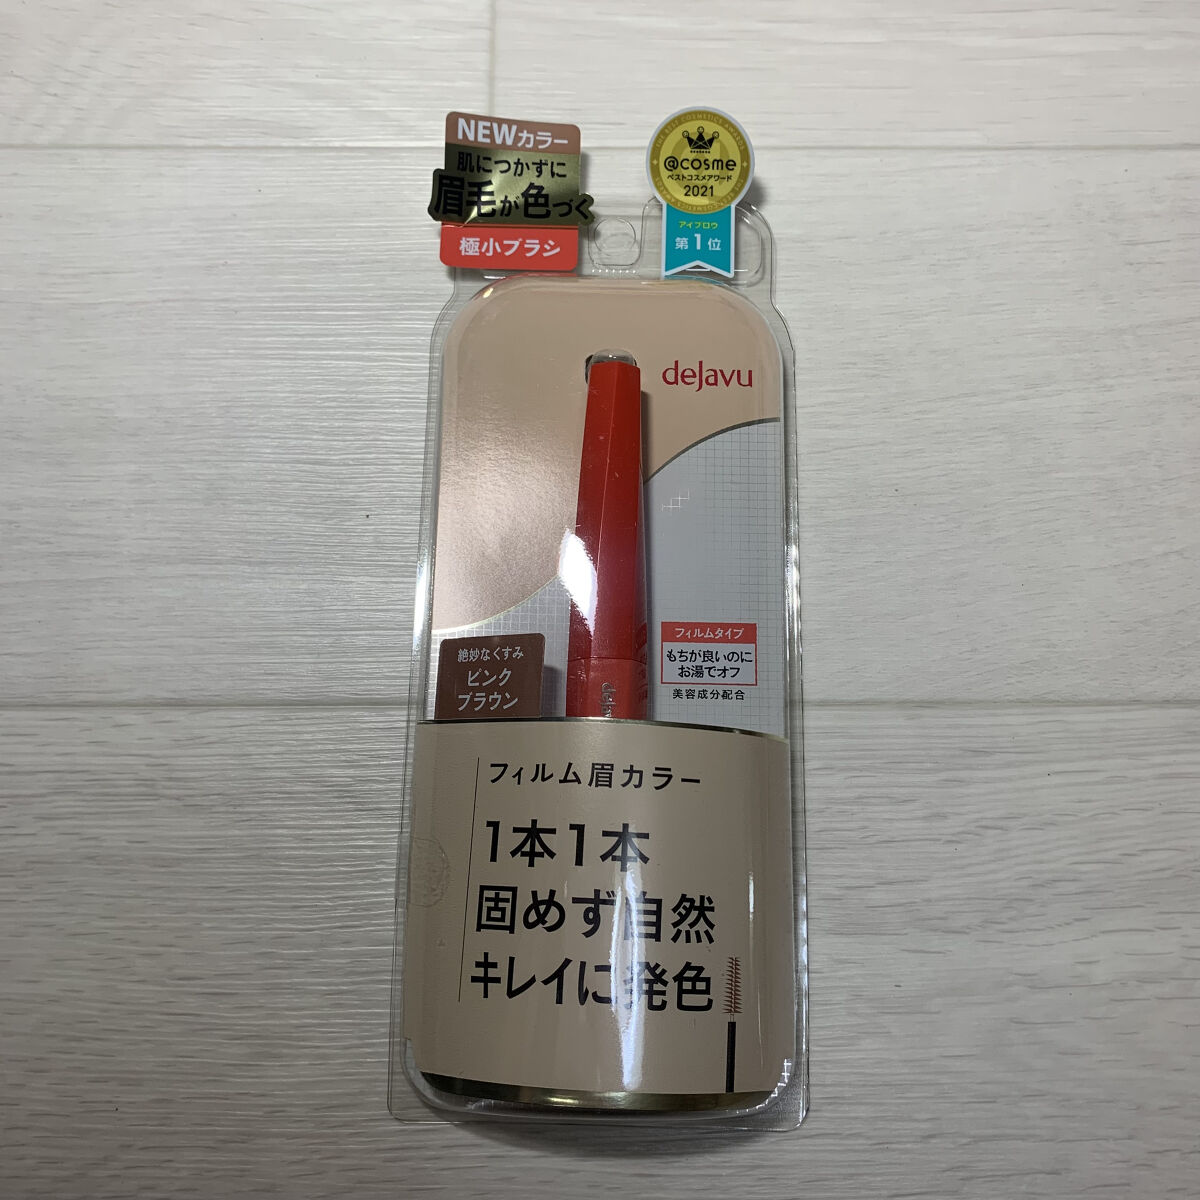 NEWカラー
肌につかずに
眉毛が色づく
極小ブラシ
THE BEST COSMETICS AWARDS
@cosme
ベストコスメアワード
2021
アイブロウ
第1位
dejavu
フィルムタイプ
もちが良いのに
お湯でオフ
美容成分配合
絶妙なくすみ
ピンク
ブラウン
フィルム眉カラー
1本1本
固めず自然
キレイに発色